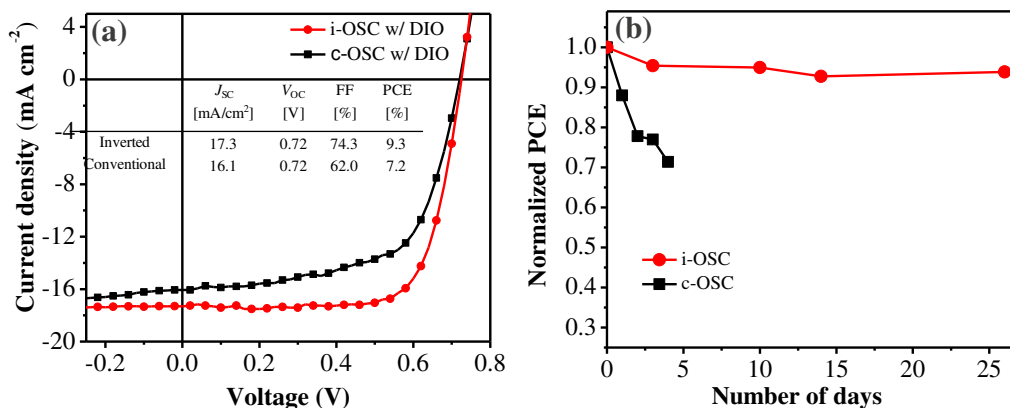 (a)
i-OSC w/ DIO
c-OSC w/ DIO
J_SC V_OC FF PCE
[mA/cm²] [V] [%] [%]
Inverted 17.3 0.72 74.3 9.3
Conventional 16.1 0.72 62.0 7.2
Current density (mA cm⁻²)
4
0
-4
-8
-12
-16
-20
-0.2 0.0 0.2 0.4 0.6 0.8
Voltage (V)
(b)
i-OSC
c-OSC
Normalized PCE
1.0
0.9
0.8
0.7
0.6
0.5
0.4
0.3
0 5 10 15 20 25
Number of days